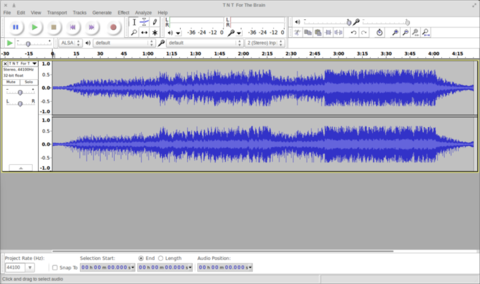 T N T For The Brain
File Edit View Transport Tracks Generate Effect Analyze Help
-36 -24 -12 0
-36 -24 -12 0
ALSA: default default 2 (Stereo) Inp
-30 -15 0 15 30 45 1:00 1:15 1:30 1:45 2:00 2:15 2:30 2:45 3:00 3:15 3:30 3:45 4:00 4:15
T N T For T
Stereo, 44100Hz
32-bit float
Mute Solo
- +
L R
1.0
0.5
0.0
-0.5
-1.0
1.0
0.5
0.0
-0.5
-1.0
Project Rate (Hz): Selection Start: End Length Audio Position:
44100 Snap To 00 h 00 m 00.000 s 00 h 00 m 00.000 s 00 h 00 m 00.000 s
Click and drag to select audio